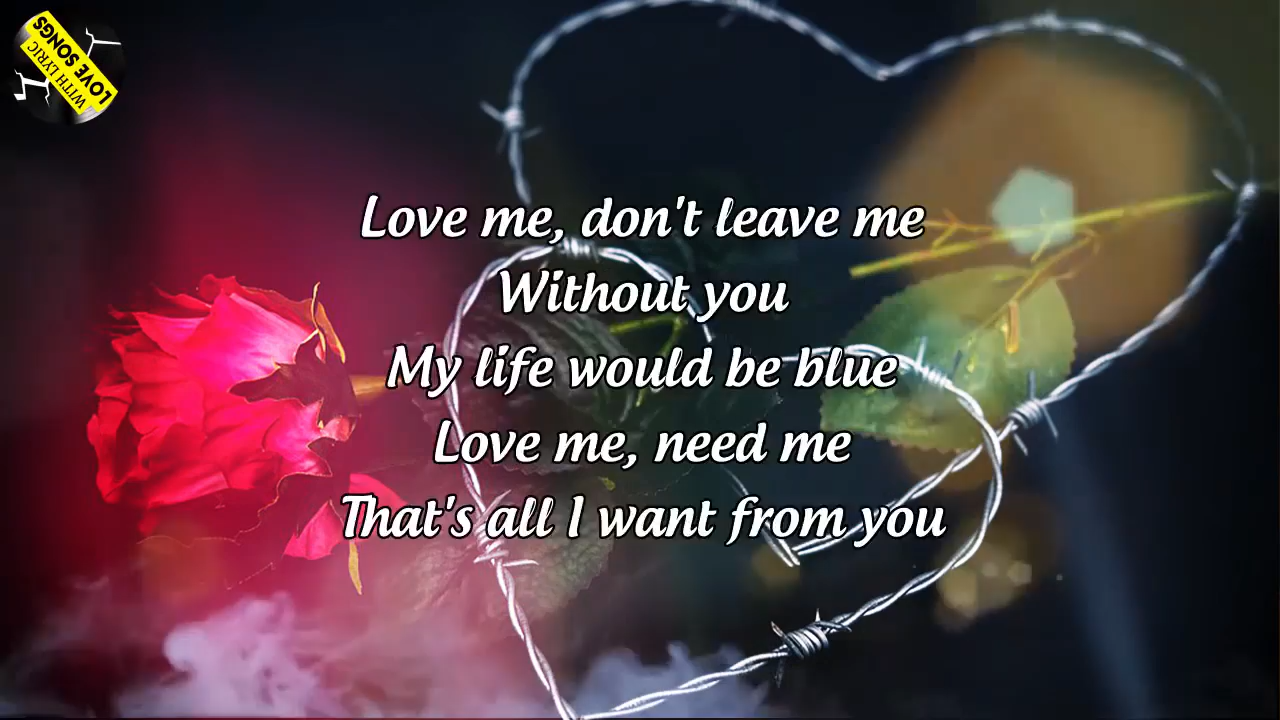 LOVE SONGS
WITH LYRIC
Love me, don't leave me
Without you
My life would be blue
Love me, need me
That's all I want from you